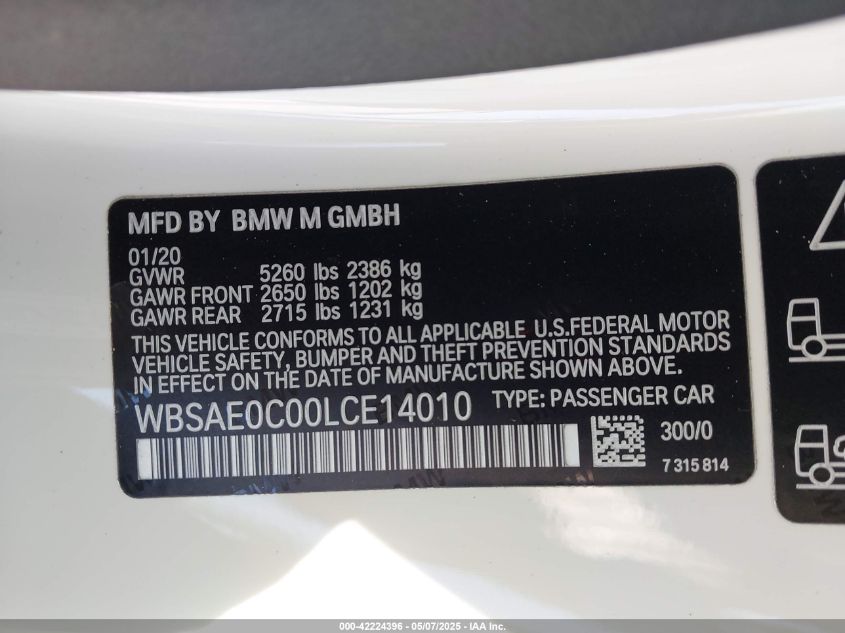 MFD BY BMW M GMBH
01/20
GVWR 5260 lbs 2386 kg
GAWR FRONT 2650 lbs 1202 kg
GAWR REAR 2715 lbs 1231 kg
THIS VEHICLE CONFORMS TO ALL APPLICABLE U.S.FEDERAL MOTOR
VEHICLE SAFETY, BUMPER AND THEFT PREVENTION STANDARDS
IN EFFECT ON THE DATE OF MANUFACTURE SHOWN ABOVE.
WBSAE0C00LCE14010 TYPE: PASSENGER CAR
300/0
7 315 814
000-42224396 - 05/07/2025 - IAA Inc.